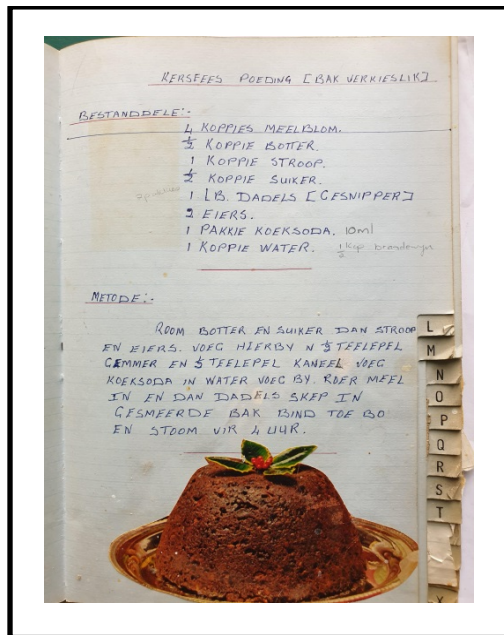 KERSFEES POEDING [BAK VERKIESLIK]
BESTANDDELE:-
4 KOPPIES MEELBLOM.
½ KOPPIE BOTTER.
1 KOPPIE STROOP.
½ KOPPIE SUIKER.
1 LB. DADELS [GESNIPPER]
2 EIERS.
1 PAKKIE KOEKSODA. 10ml
1 KOPPIE WATER. ½ kop brandewyn
METODE:-
ROOM BOTTER EN SUIKER DAN STROOP
EN EIERS. VOEG HIERBY N ½ TEELEPEL
GEMMER EN ½ TEELEPEL KANEEL VOEG
KOEKSODA IN WATER VOEG BY. ROER MEEL
IN EN DAN DADELS SKEP IN
GESMEERDE BAK BIND TOE BO
EN STOOM VIR 4 UUR.
L
M
N
O
P
Q
R
S
T
X